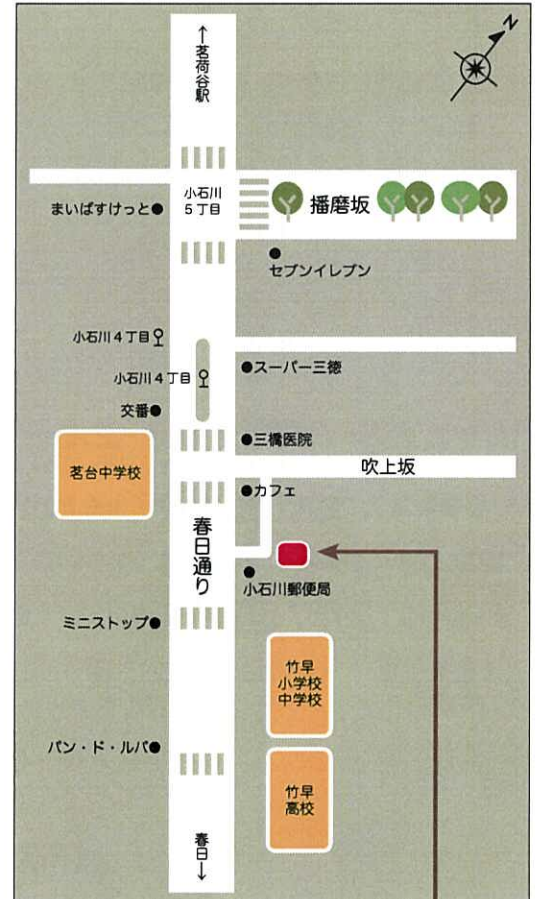 N
↑茗荷谷駅
小石川
5丁目
播磨坂
まいばすけっと
セブンイレブン
小石川4丁目
小石川4丁目
スーパー三徳
交番
三橋医院
茗台中学校
吹上坂
カフェ
春日通り
小石川郵便局
ミニストップ
竹早
小学校
中学校
パン・ド・ルパ
竹早
高校
春日↓